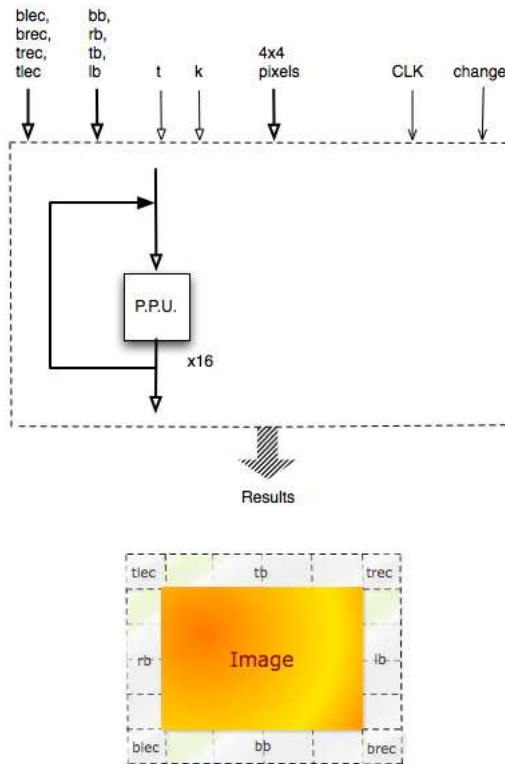 blec,
brec,
trec,
tlec
bb,
rb,
tb,
lb
t
k
4x4
pixels
CLK
change
P.P.U.
x16
Results
tlec
tb
trec
rb
Image
lb
blec
bb
brec